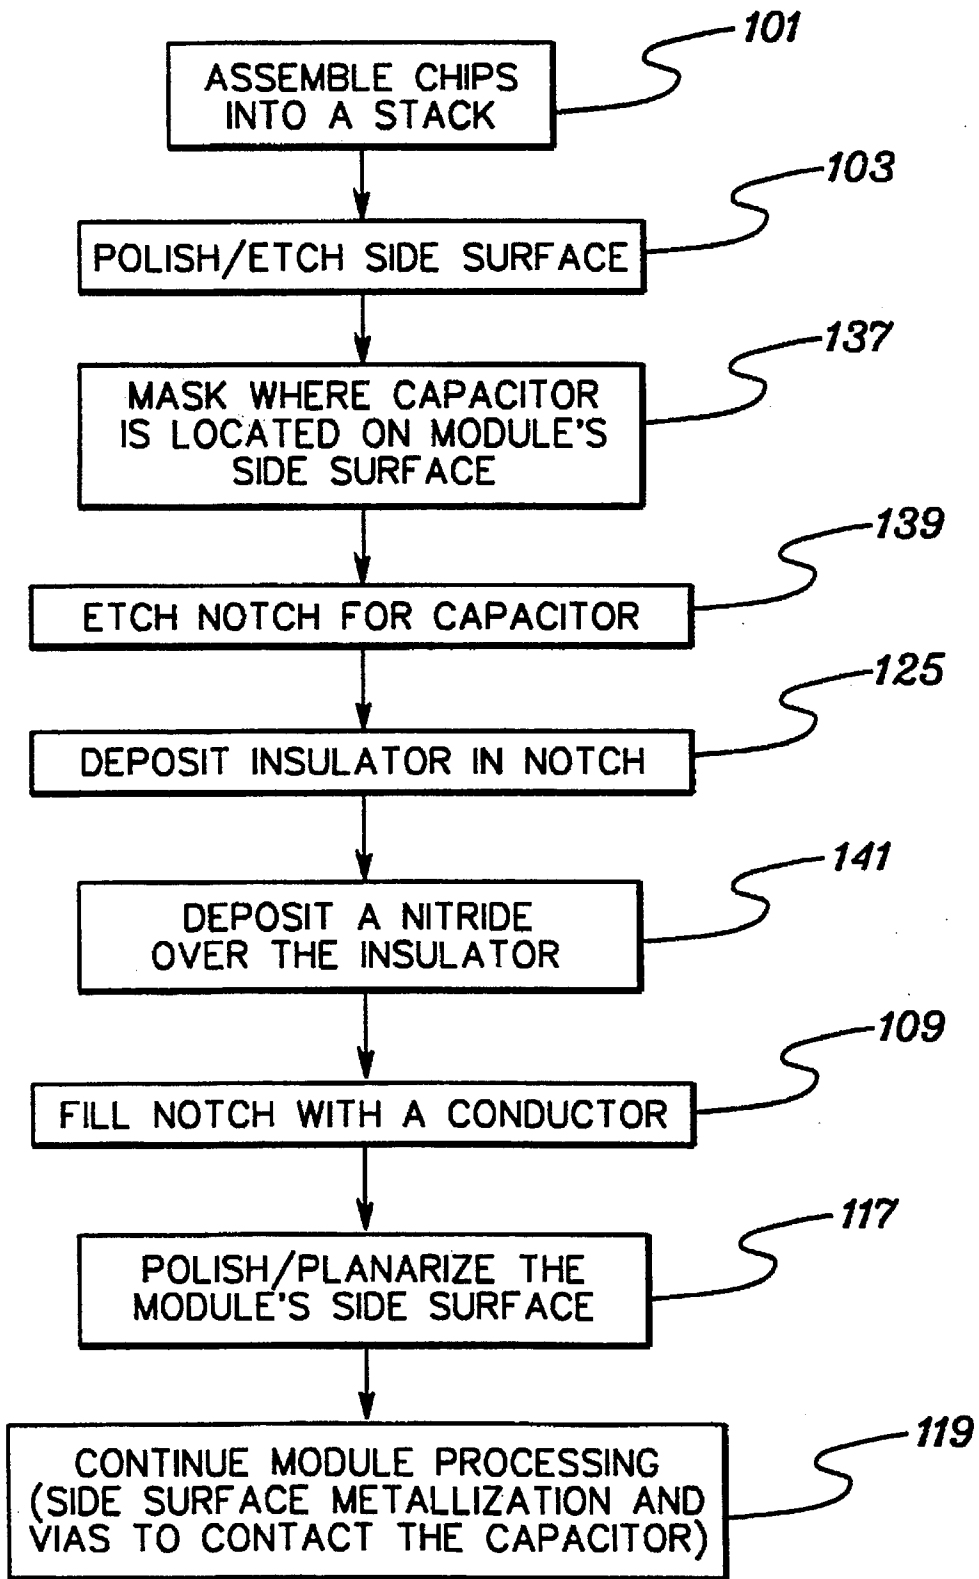 101
ASSEMBLE CHIPS
INTO A STACK
103
POLISH/ETCH SIDE SURFACE
137
MASK WHERE CAPACITOR
IS LOCATED ON MODULE'S
SIDE SURFACE
139
ETCH NOTCH FOR CAPACITOR
125
DEPOSIT INSULATOR IN NOTCH
141
DEPOSIT A NITRIDE
OVER THE INSULATOR
109
FILL NOTCH WITH A CONDUCTOR
117
POLISH/PLANARIZE THE
MODULE'S SIDE SURFACE
119
CONTINUE MODULE PROCESSING
(SIDE SURFACE METALLIZATION AND
VIAS TO CONTACT THE CAPACITOR)